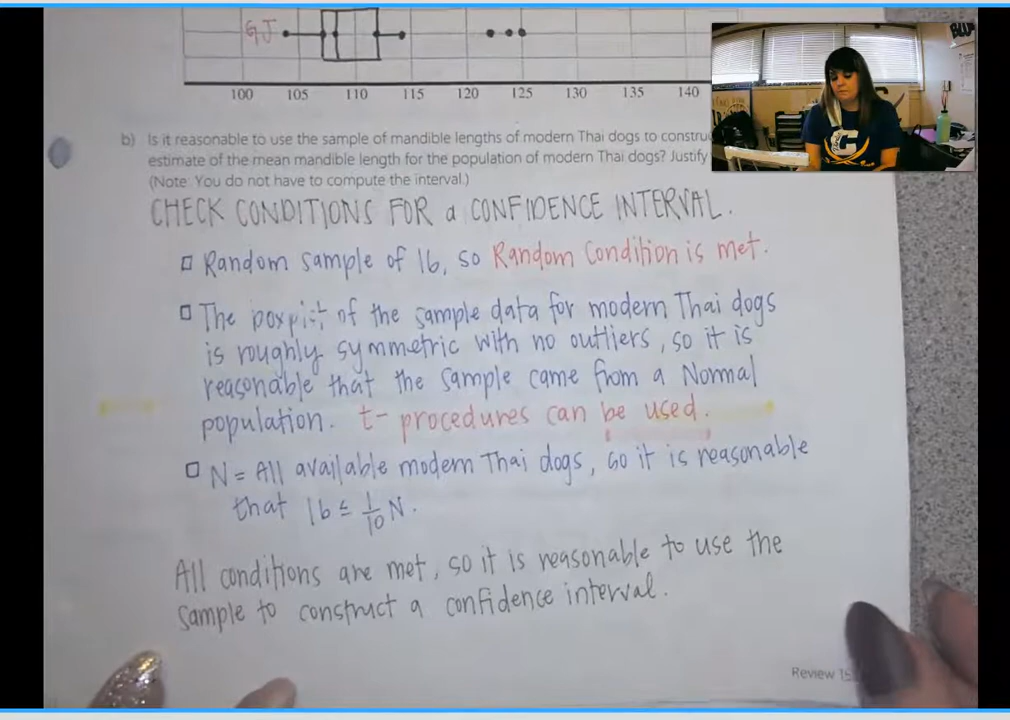 GJ
100 105 110 115 120 125 130 135 140
b) Is it reasonable to use the sample of mandible lengths of modern Thai dogs to constru
estimate of the mean mandible length for the population of modern Thai dogs? Justify
(Note: You do not have to compute the interval.)
CHECK CONDITIONS FOR a CONFIDENCE INTERVAL.
Random sample of 16, so Random Condition is met.
The of the sample data for modern Thai dogs
is roughly symmetric with no outliers, so it is
reasonable that the sample came from a Normal
population. t- procedures can be used.
N = All available modern Thai dogs, so it is reasonable
that 16 ≤ 1/10 N.
All conditions are met, so it is reasonable to use the
sample to construct a confidence interval.
Review
C